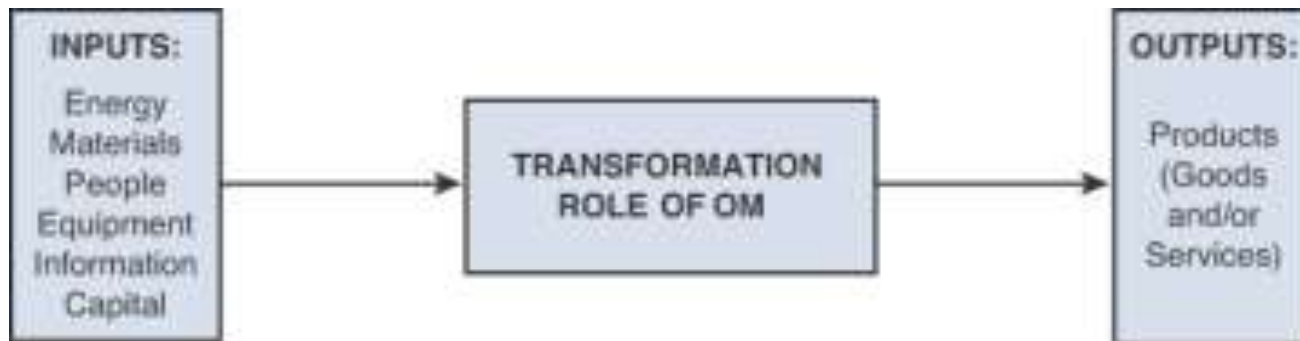 INPUTS:
Energy
Materials
People
Equipment
Information
Capital
TRANSFORMATION
ROLE OF OM
OUTPUTS:
Products
(Goods
and/or
Services)